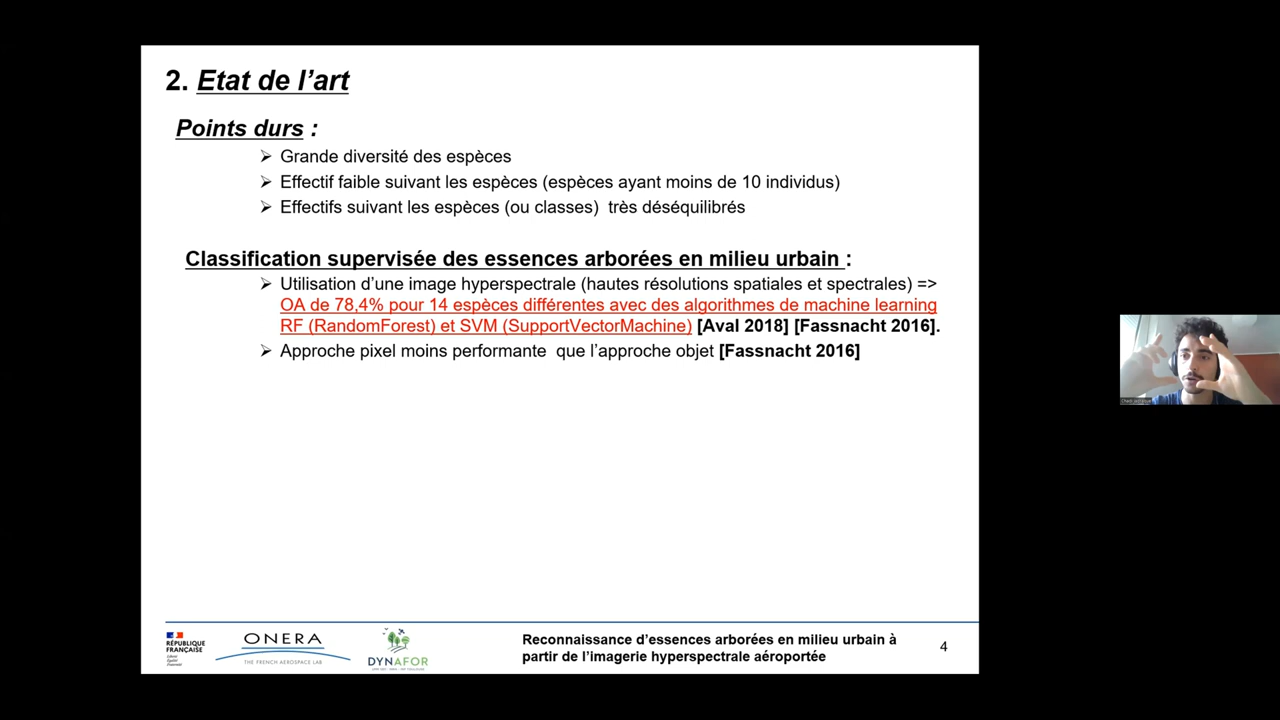 2. Etat de l'art
Points durs :
➢ Grande diversité des espèces
➢ Effectif faible suivant les espèces (espèces ayant moins de 10 individus)
➢ Effectifs suivant les espèces (ou classes) très déséquilibrés
Classification supervisée des essences arborées en milieu urbain :
➢ Utilisation d'une image hyperspectrale (hautes résolutions spatiales et spectrales) =>
OA de 78,4% pour 14 espèces différentes avec des algorithmes de machine learning
RF (RandomForest) et SVM (SupportVectorMachine) [Aval 2018] [Fassnacht 2016].
➢ Approche pixel moins performante que l'approche objet [Fassnacht 2016]
RÉPUBLIQUE
FRANÇAISE
Liberté
Égalité
Fraternité
ONERA
THE FRENCH AEROSPACE LAB
DYNAFOR
Reconnaissance d'essences arborées en milieu urbain à
partir de l'imagerie hyperspectrale aéroportée
4